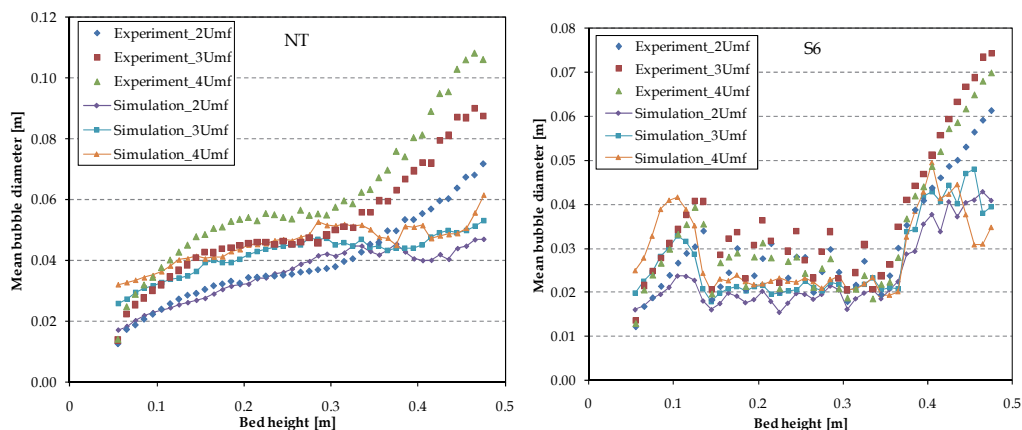 NT
Experiment_2Umf
Experiment_3Umf
Experiment_4Umf
Simulation_2Umf
Simulation_3Umf
Simulation_4Umf
Mean bubble diameter [m]
0.12
0.10
0.08
0.06
0.04
0.02
0.00
0
0.1
0.2
0.3
0.4
0.5
Bed height [m]
S6
Experiment_2Umf
Experiment_3Umf
Experiment_4Umf
Simulation_2Umf
Simulation_3Umf
Simulation_4Umf
Mean bubble diameter [m]
0.08
0.07
0.06
0.05
0.04
0.03
0.02
0.01
0.00
0
0.1
0.2
0.3
0.4
0.5
Bed height [m]